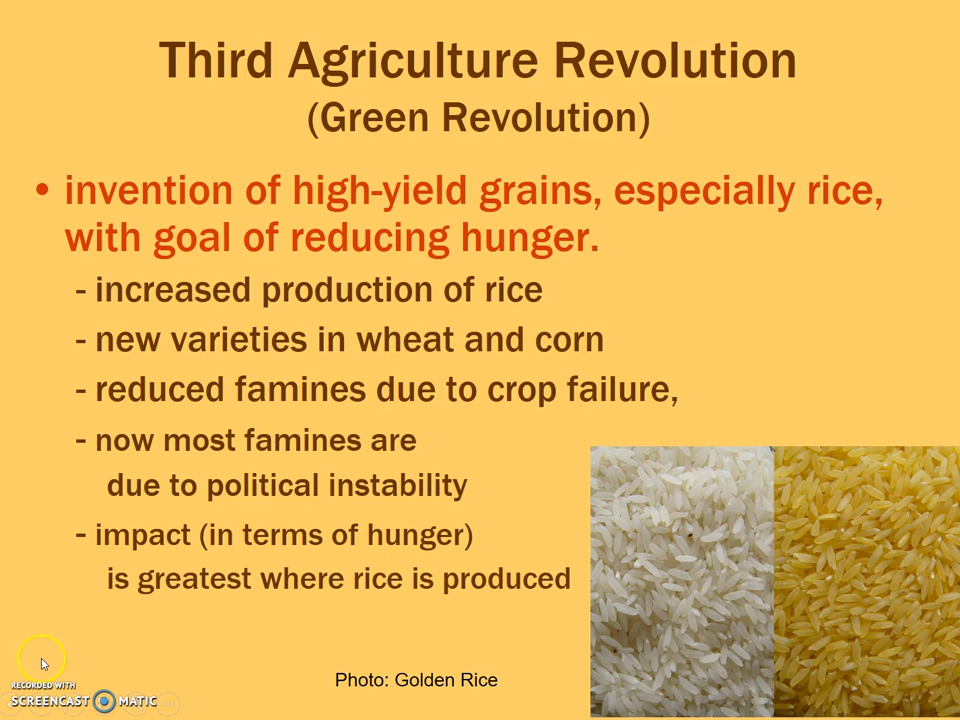 Third Agriculture Revolution
(Green Revolution)
• invention of high-yield grains, especially rice,
with goal of reducing hunger.
- increased production of rice
- new varieties in wheat and corn
- reduced famines due to crop failure,
- now most famines are
due to political instability
- impact (in terms of hunger)
is greatest where rice is produced
Photo: Golden Rice
RECORDED WITH
SCREENCAST MATIC